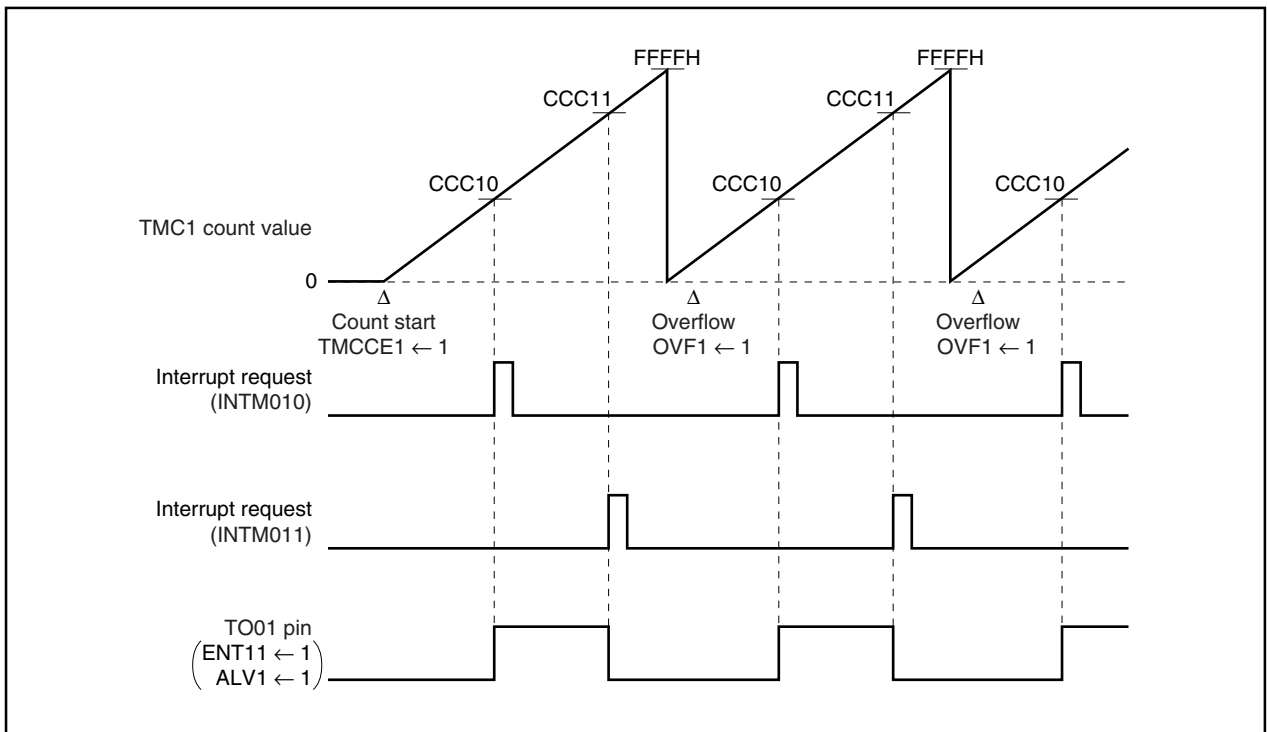 FFFFH FFFFH
CCC11 CCC11
CCC10 CCC10 CCC10
TMC1 count value
0
Δ Δ Δ
Count start Overflow Overflow
TMCCE1 ← 1 OVF1 ← 1 OVF1 ← 1
Interrupt request
(INTM010)
Interrupt request
(INTM011)
TO01 pin
(ENT11 ← 1
ALV1 ← 1)